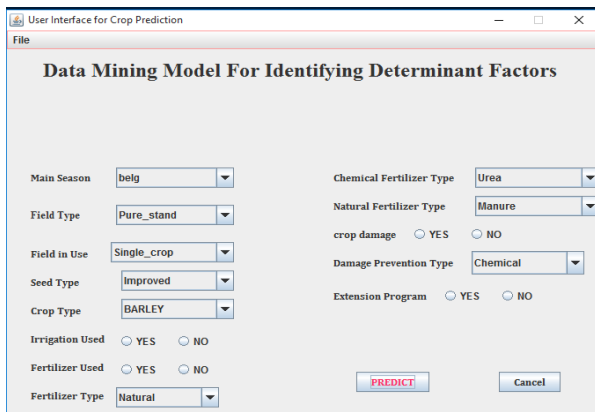 User Interface for Crop Prediction
File
Data Mining Model For Identifying Determinant Factors
Main Season belg
Field Type Pure_stand
Field in Use Single_crop
Seed Type Improved
Crop Type BARLEY
Irrigation Used YES NO
Fertilizer Used YES NO
Fertilizer Type Natural
Chemical Fertilizer Type Urea
Natural Fertilizer Type Manure
crop damage YES NO
Damage Prevention Type Chemical
Extension Program YES NO
PREDICT Cancel